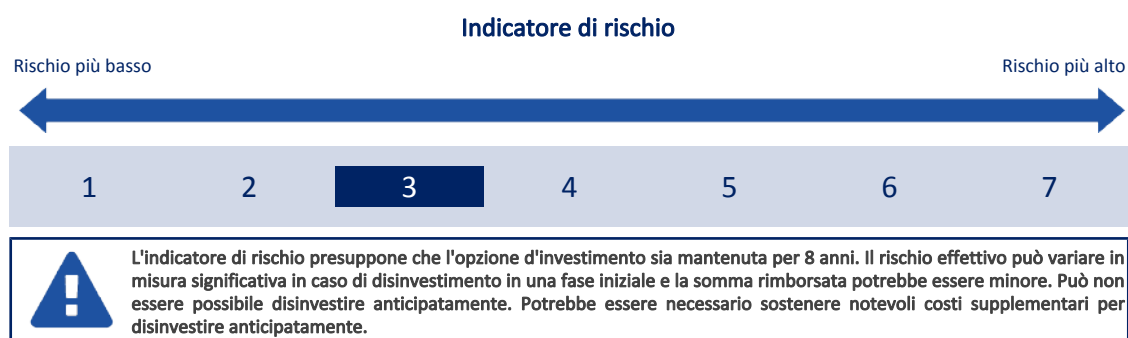 Indicatore di rischio
Rischio più basso
Rischio più alto
1 2 3 4 5 6 7
L'indicatore di rischio presuppone che l'opzione d'investimento sia mantenuta per 8 anni. Il rischio effettivo può variare in
misura significativa in caso di disinvestimento in una fase iniziale e la somma rimborsata potrebbe essere minore. Può non
essere possibile disinvestire anticipatamente. Potrebbe essere necessario sostenere notevoli costi supplementari per
disinvestire anticipatamente.